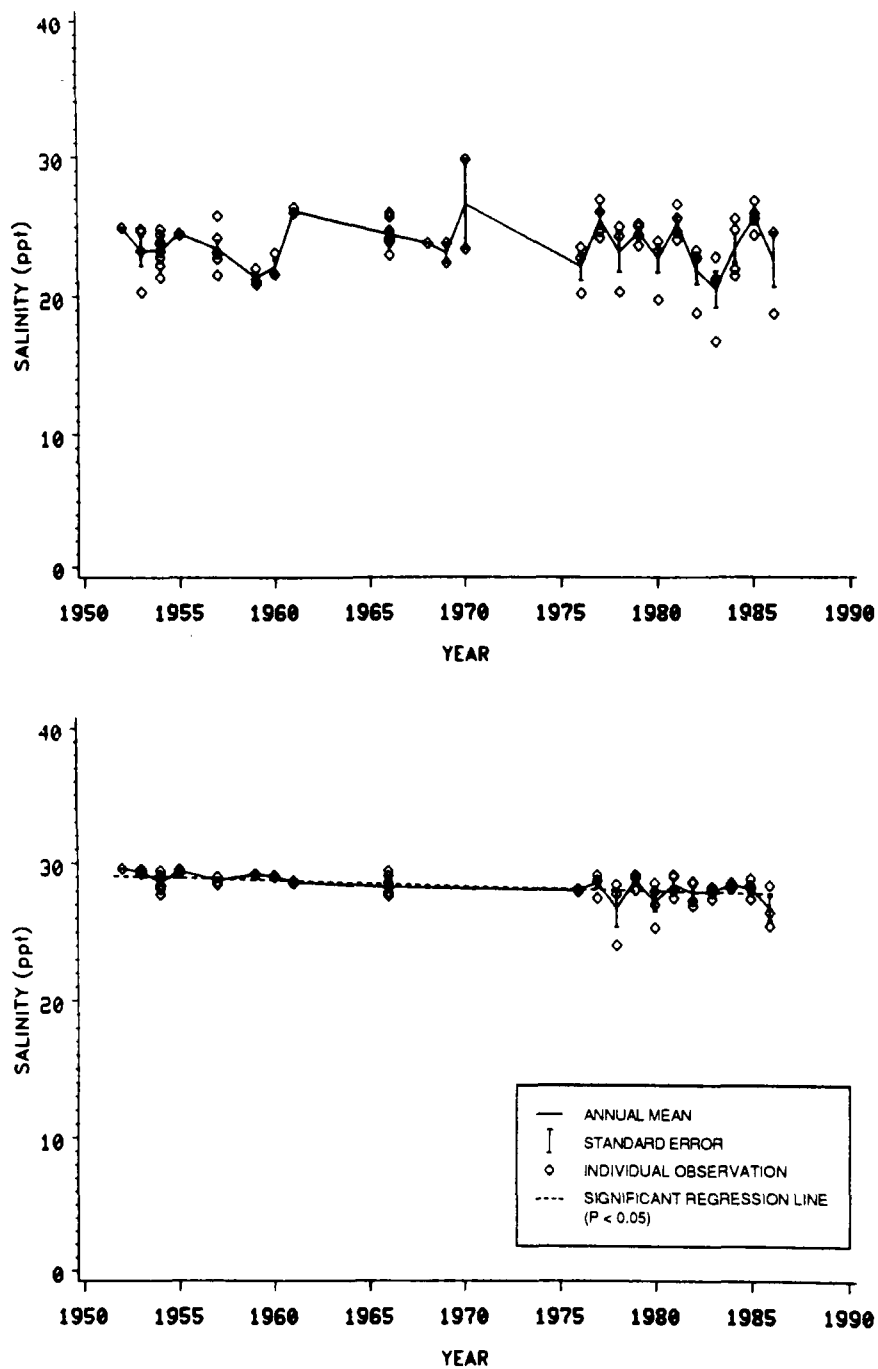 40
30
20
10
0
SALINITY (ppt)
1950 1955 1960 1965 1970 1975 1980 1985 1990
YEAR
40
30
20
10
0
SALINITY (ppt)
ANNUAL MEAN
STANDARD ERROR
INDIVIDUAL OBSERVATION
SIGNIFICANT REGRESSION LINE
(P < 0.05)
1950 1955 1960 1965 1970 1975 1980 1985 1990
YEAR